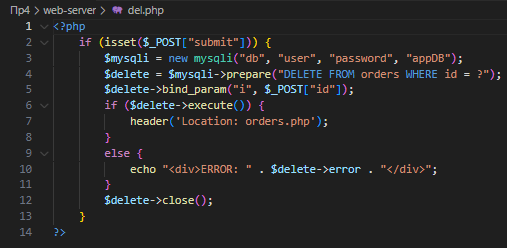 Пр4 > web-server > del.php
1 <?php
2 if (isset($_POST["submit"])) {
3 $mysqli = new mysqli("db", "user", "password", "appDB");
4 $delete = $mysqli->prepare("DELETE FROM orders WHERE id = ?");
5 $delete->bind_param("i", $_POST["id"]);
6 if ($delete->execute()) {
7 header('Location: orders.php');
8 }
9 else {
10 echo "<div>ERROR: " . $delete->error . "</div>";
11 }
12 $delete->close();
13 }
14 ?>